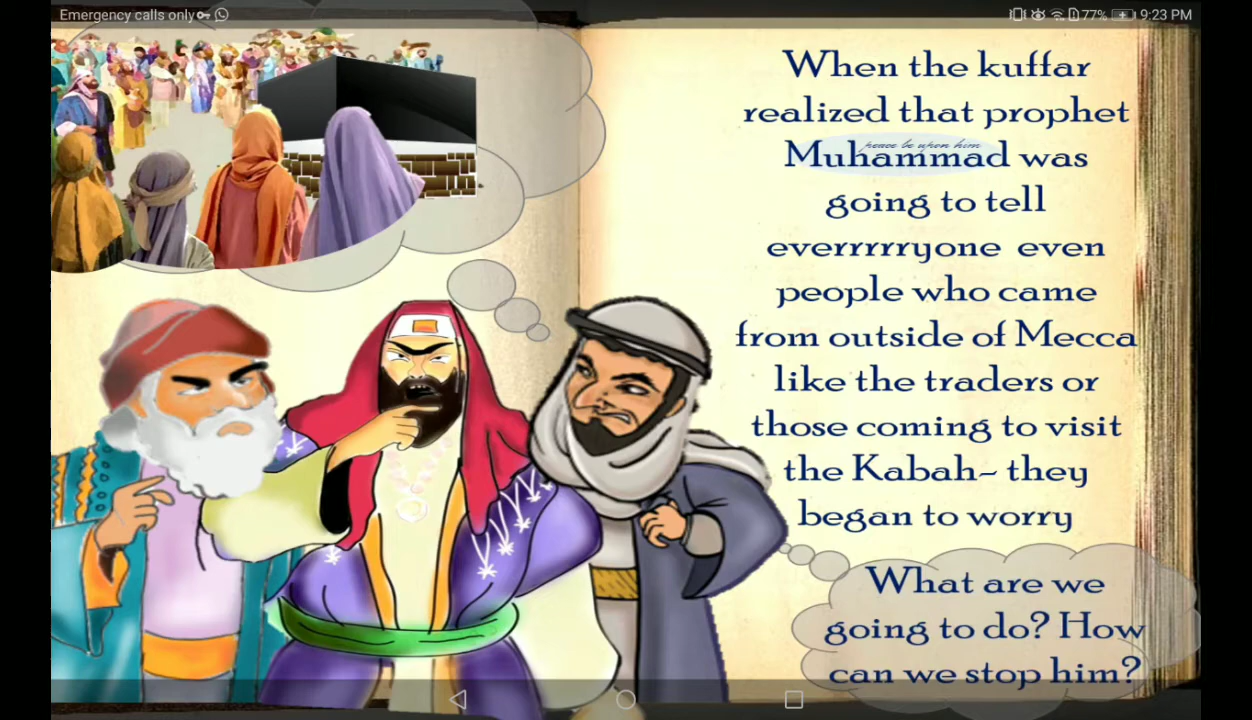 Emergency calls only
77% 9:23 PM
When the kuffar
realized that prophet
peace be upon him
Muhammad was
going to tell
everrrrryone even
people who came
from outside of Mecca
like the traders or
those coming to visit
the Kabah- they
began to worry
What are we
going to do? How
can we stop him?